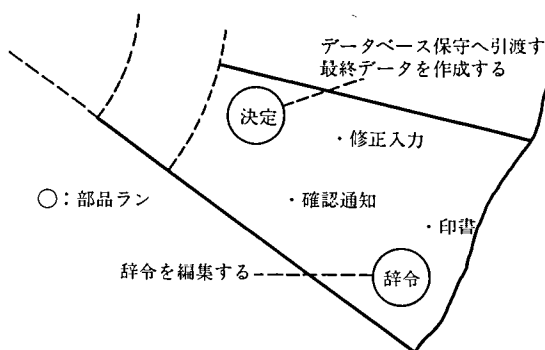 データベース保守へ引渡す
最終データを作成する
決定
・修正入力
○:部品ラン
・確認通知
・印書
辞令を編集する
辞令